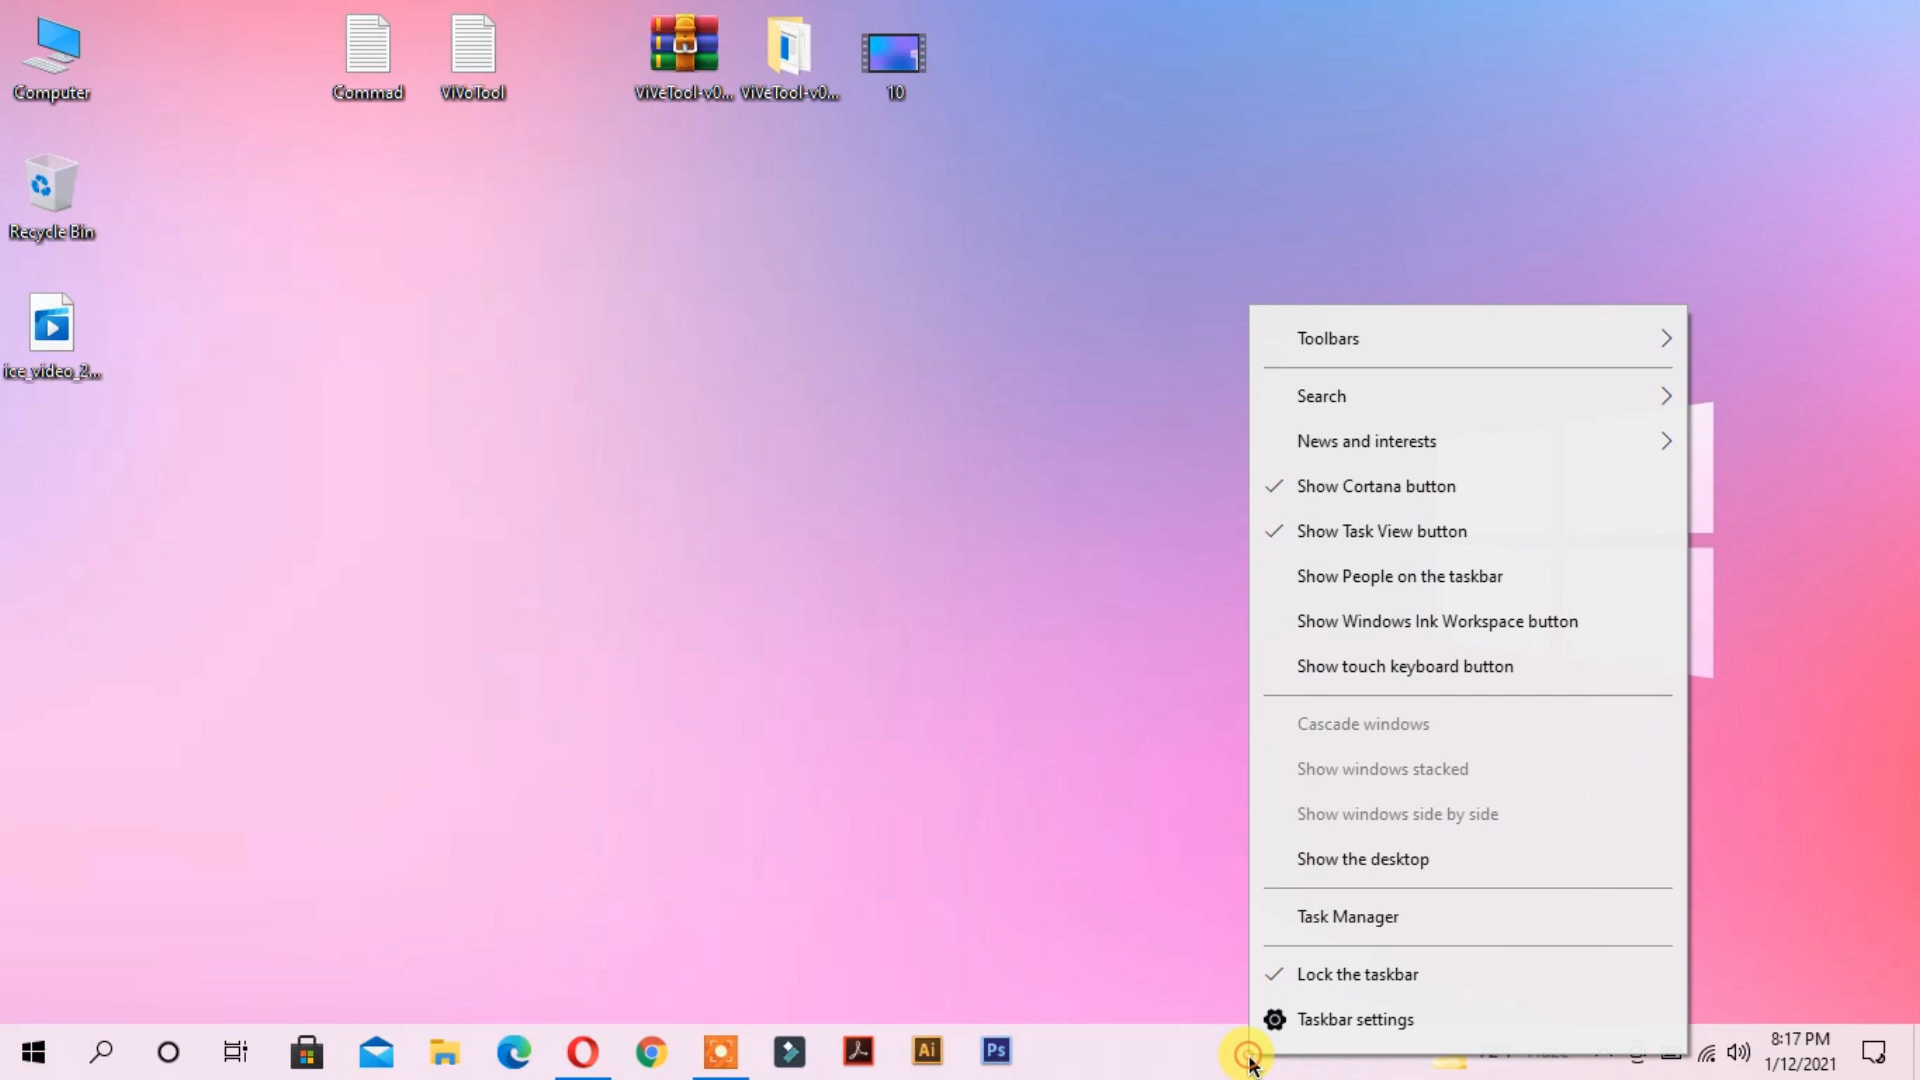 Computer
Commad
ViVoTool
ViVeTool-v0...
ViVeTool-v0...
10
Recycle Bin
ice_video_2...
Toolbars
Search
News and interests
Show Cortana button
Show Task View button
Show People on the taskbar
Show Windows Ink Workspace button
Show touch keyboard button
Cascade windows
Show windows stacked
Show windows side by side
Show the desktop
Task Manager
Lock the taskbar
Taskbar settings
Ai
Ps
8:17 PM
1/12/2021